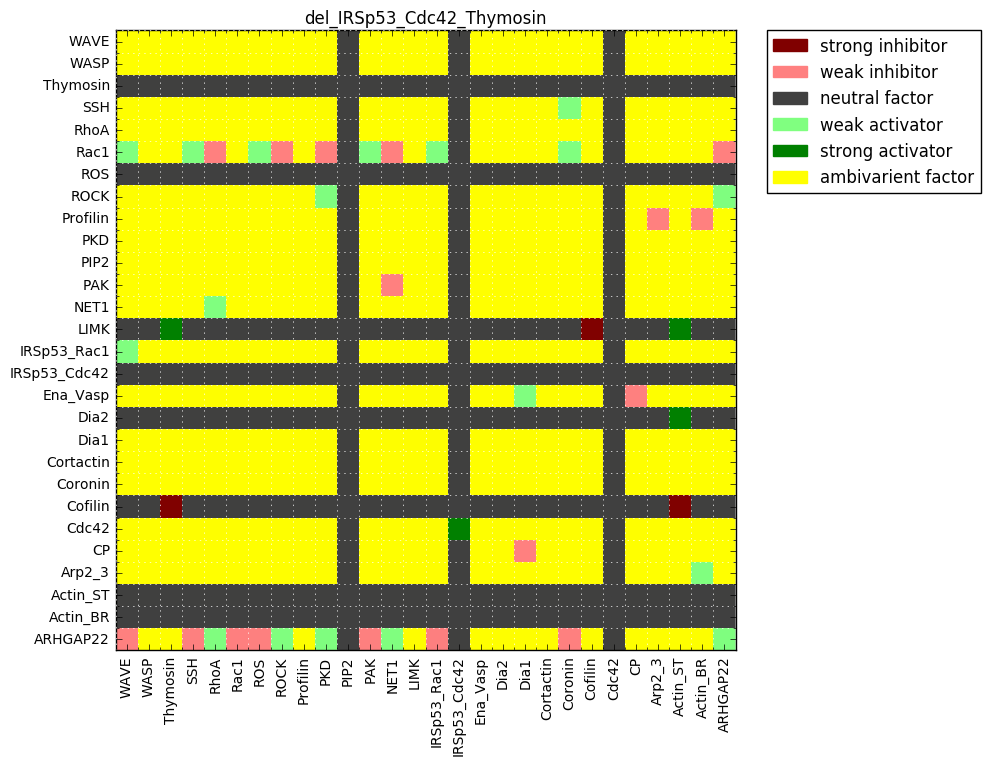 del_IRSp53_Cdc42_Thymosin
WAVE
WASP
Thymosin
SSH
RhoA
Rac1
ROS
ROCK
Profilin
PKD
PIP2
PAK
NET1
LIMK
IRSp53_Rac1
IRSp53_Cdc42
Ena_Vasp
Dia2
Dia1
Cortactin
Coronin
Cofilin
Cdc42
CP
Arp2_3
Actin_ST
Actin_BR
ARHGAP22
WAVE
WASP
Thymosin
SSH
RhoA
Rac1
ROS
ROCK
Profilin
PKD
PIP2
PAK
NET1
LIMK
IRSp53_Rac1
IRSp53_Cdc42
Ena_Vasp
Dia2
Dia1
Cortactin
Coronin
Cofilin
Cdc42
CP
Arp2_3
Actin_ST
Actin_BR
ARHGAP22
strong inhibitor
weak inhibitor
neutral factor
weak activator
strong activator
ambivarient factor